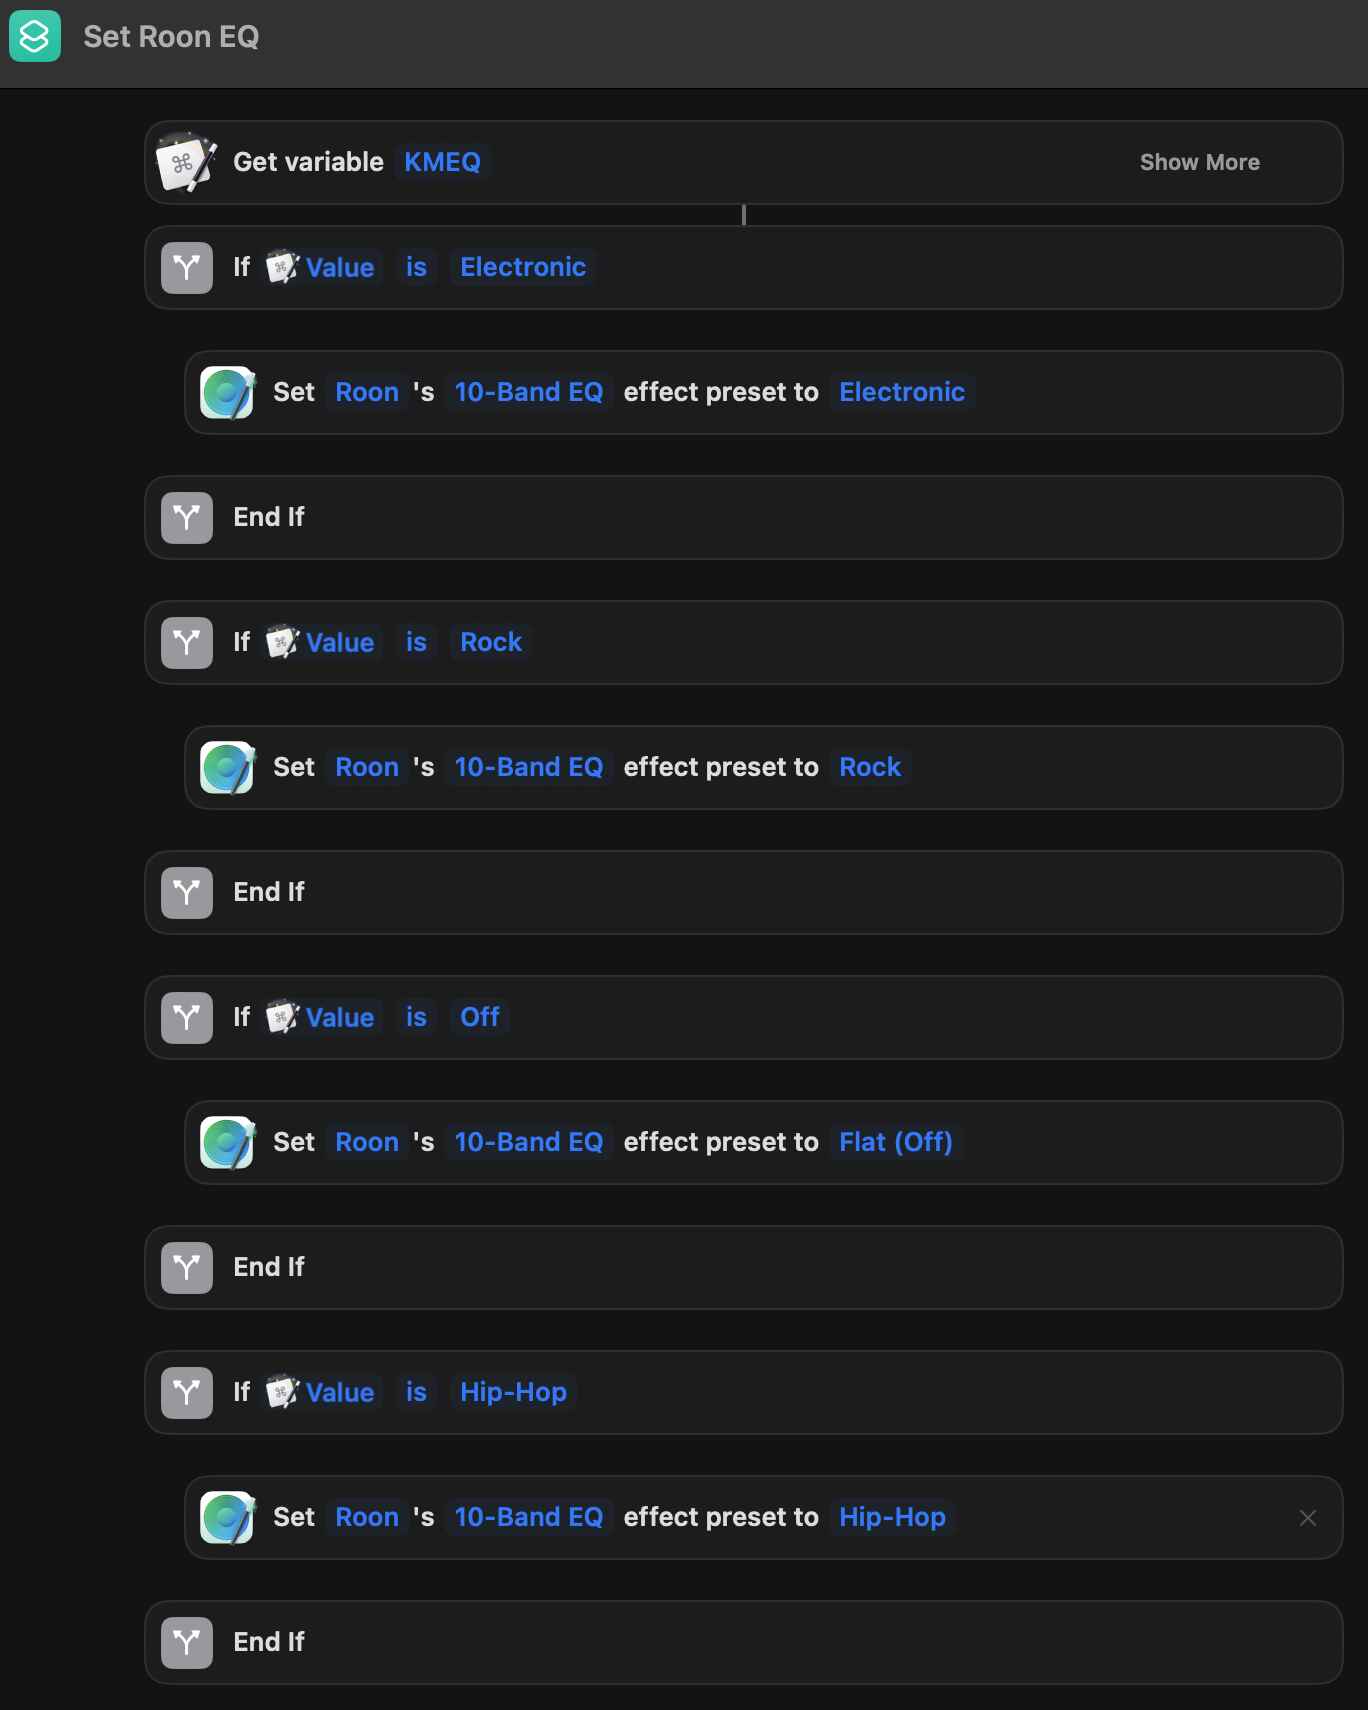 Set Roon EQ
Get variable KMEQ Show More
If Value is Electronic
Set Roon 's 10-Band EQ effect preset to Electronic
End If
If Value is Rock
Set Roon 's 10-Band EQ effect preset to Rock
End If
If Value is Off
Set Roon 's 10-Band EQ effect preset to Flat (Off)
End If
If Value is Hip-Hop
Set Roon 's 10-Band EQ effect preset to Hip-Hop
End If